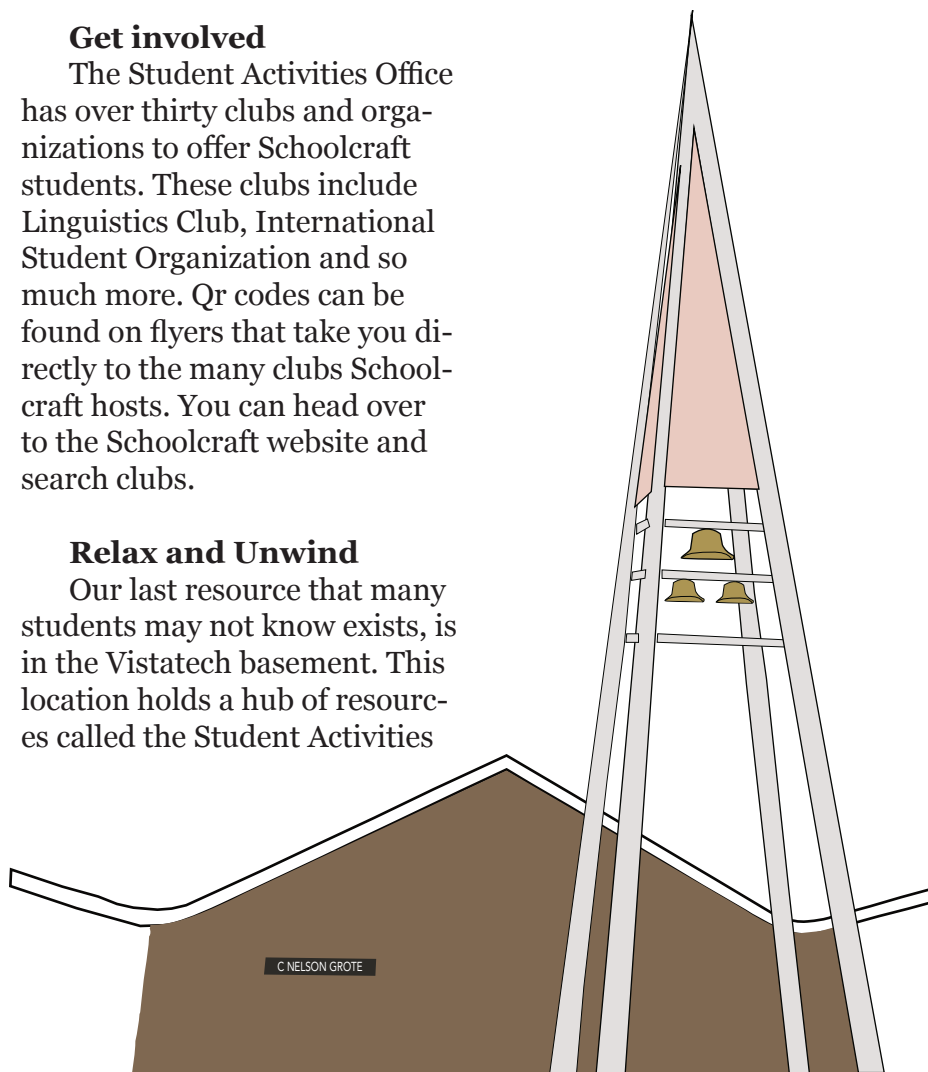 Get involved
The Student Activities Office
has over thirty clubs and orga-
nizations to offer Schoolcraft
students. These clubs include
Linguistics Club, International
Student Organization and so
much more. Qr codes can be
found on flyers that take you di-
rectly to the many clubs School-
craft hosts. You can head over
to the Schoolcraft website and
search clubs.
Relax and Unwind
Our last resource that many
students may not know exists, is
in the Vistatech basement. This
location holds a hub of resourc-
es called the Student Activities
C NELSON GROTE